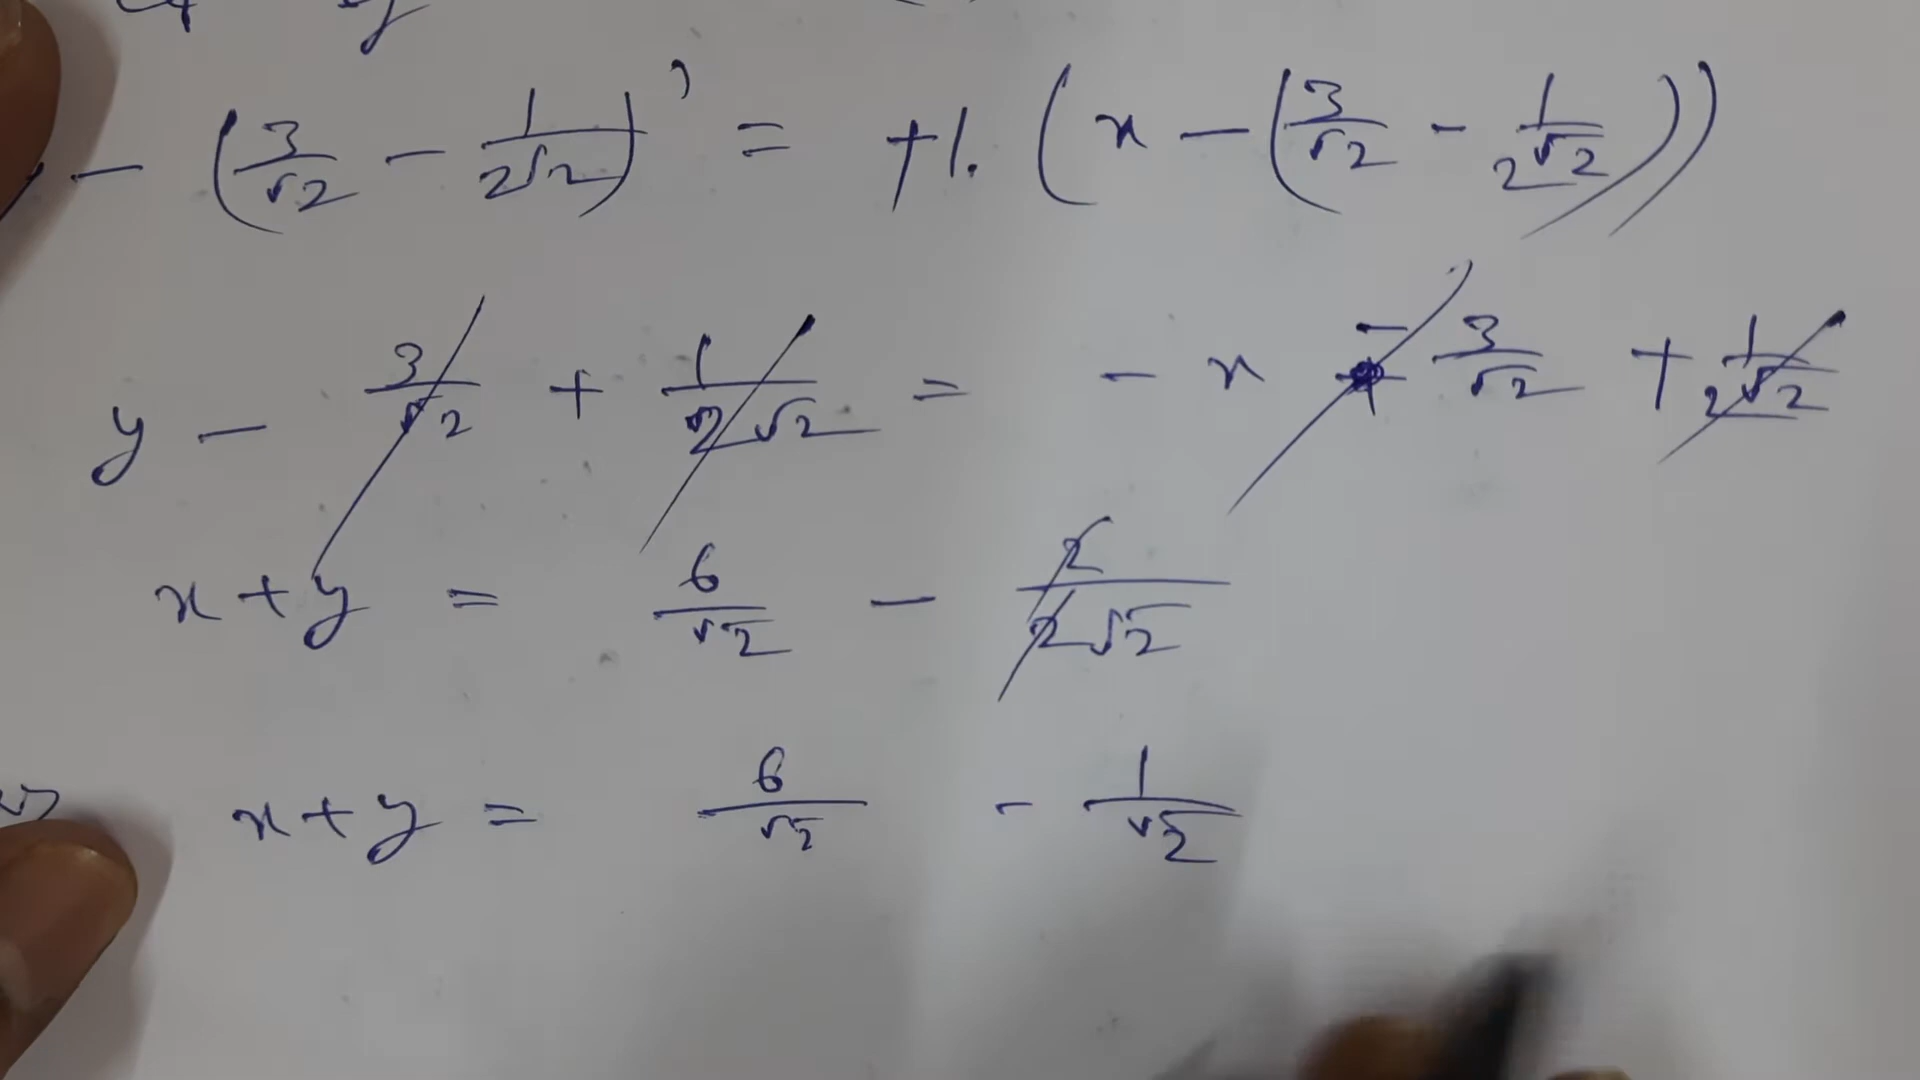 - (3/√2 - 1/2√2) = +1. (x - (3/√2 - 1/2√2))
y - 3/√2 + 1/2√2 = - x - 3/√2 + 1/2√2
x + y = 6/√2 - 2/2√2
x + y = 6/√2 - 1/√2